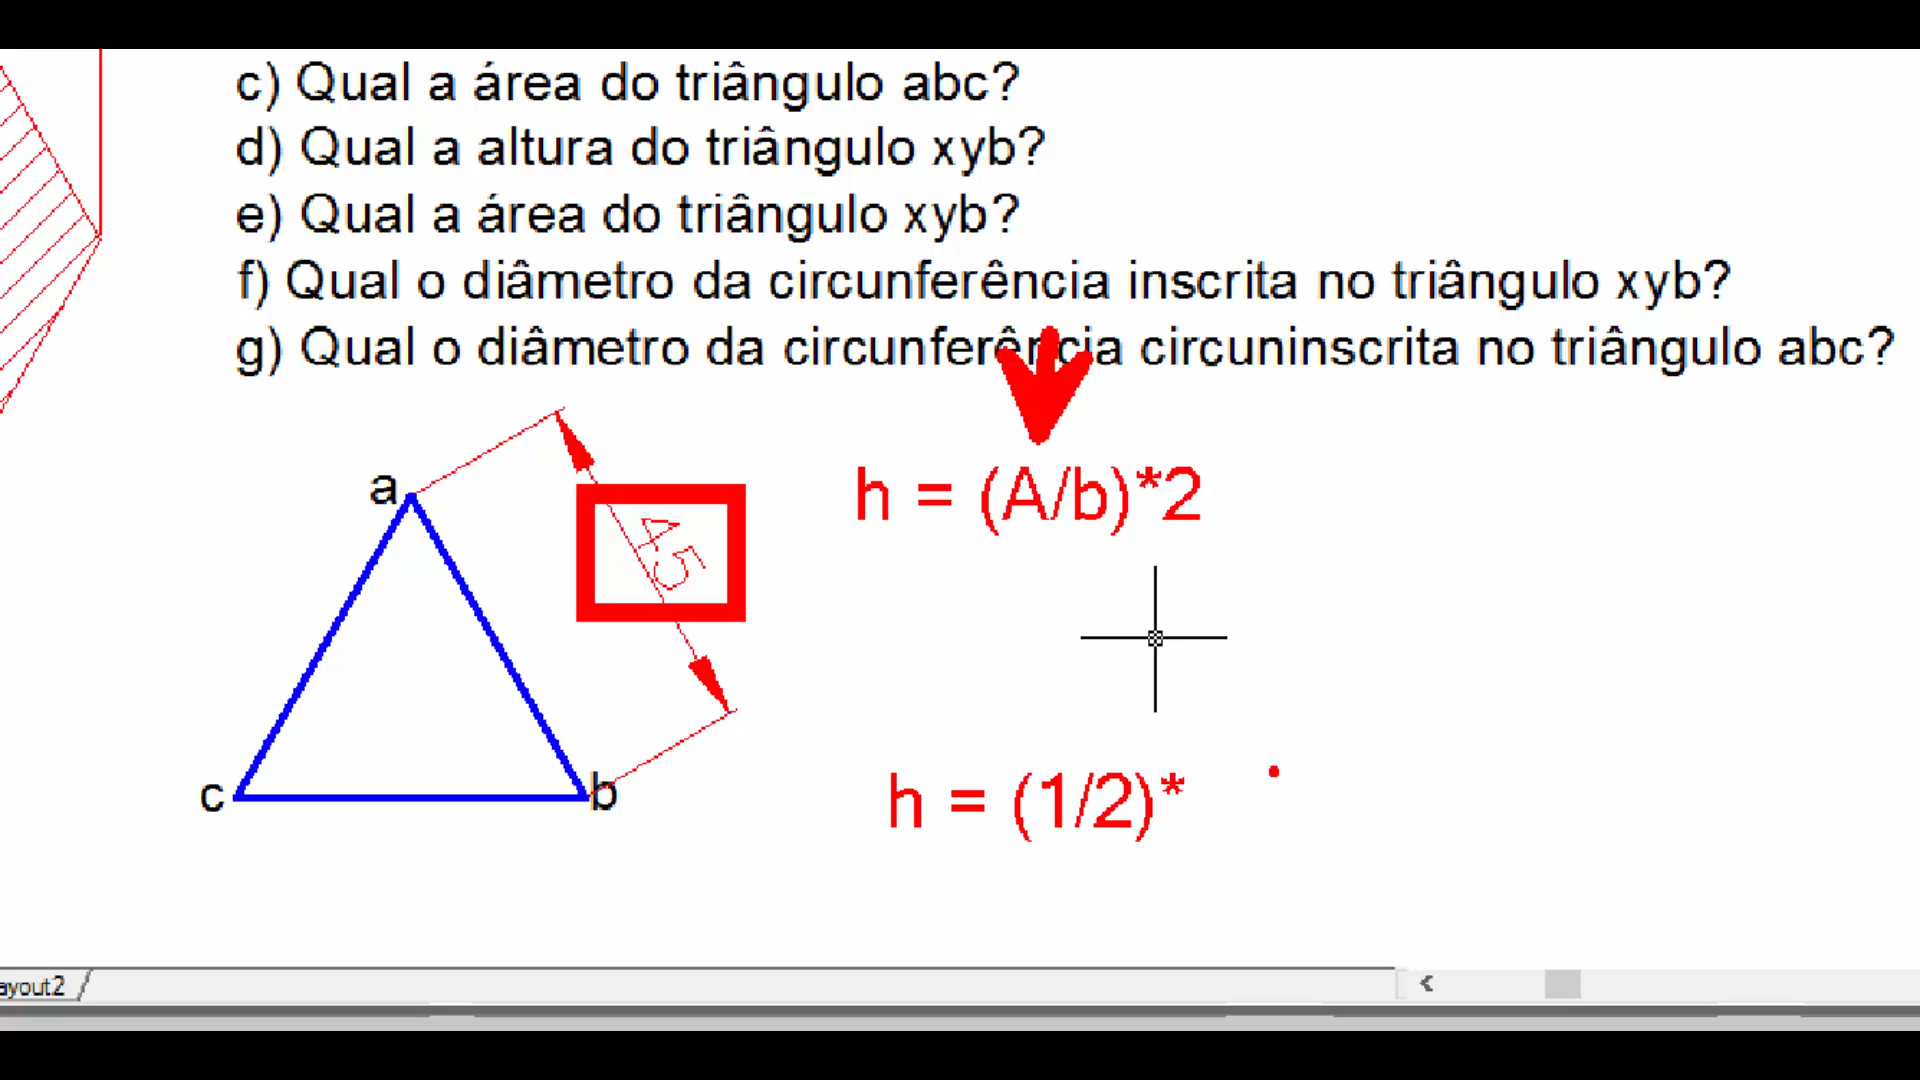 c) Qual a área do triângulo abc?
d) Qual a altura do triângulo xyb?
e) Qual a área do triângulo xyb?
f) Qual o diâmetro da circunferência inscrita no triângulo xyb?
g) Qual o diâmetro da circunferência circuninscrita no triângulo abc?
a
45
h = (A/b)*2
c
b
h = (1/2)*
ayout2